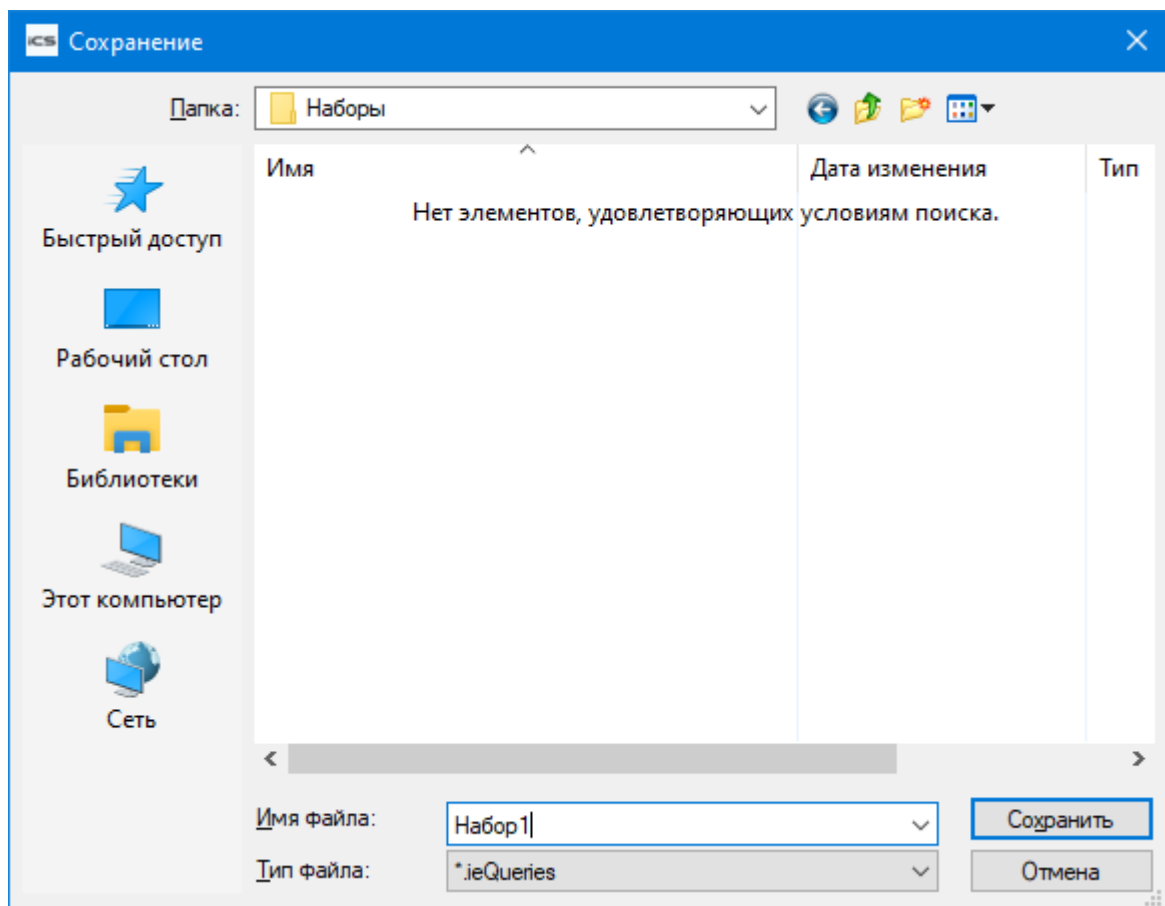 iCS Сохранение
Папка: Наборы
Имя Дата изменения Тип
Нет элементов, удовлетворяющих условиям поиска.
Быстрый доступ
Рабочий стол
Библиотеки
Этот компьютер
Сеть
Имя файла: Набор1 Сохранить
Тип файла: *.ieQueries Отмена